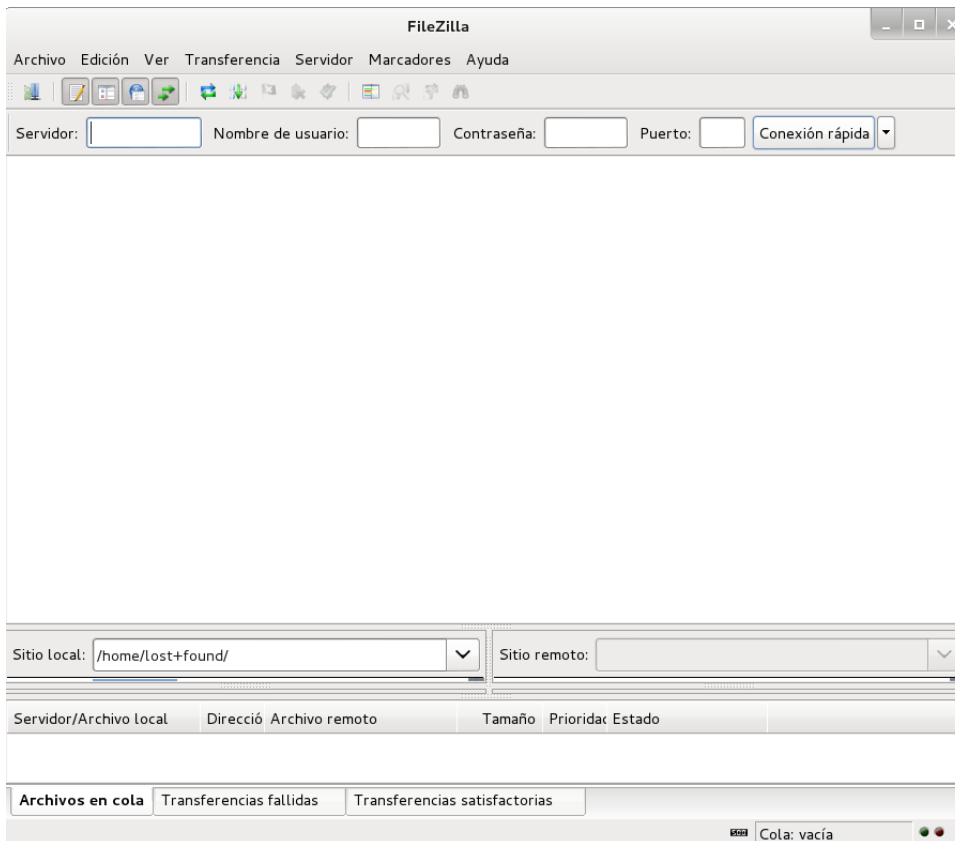 FileZilla
Archivo Edición Ver Transferencia Servidor Marcadores Ayuda
Servidor: Nombre de usuario: Contraseña: Puerto: Conexión rápida
Sitio local: /home/lost+found/ Sitio remoto:
Servidor/Archivo local Direcció Archivo remoto Tamaño Prioridad Estado
Archivos en cola Transferencias fallidas Transferencias satisfactorias
Cola: vacía